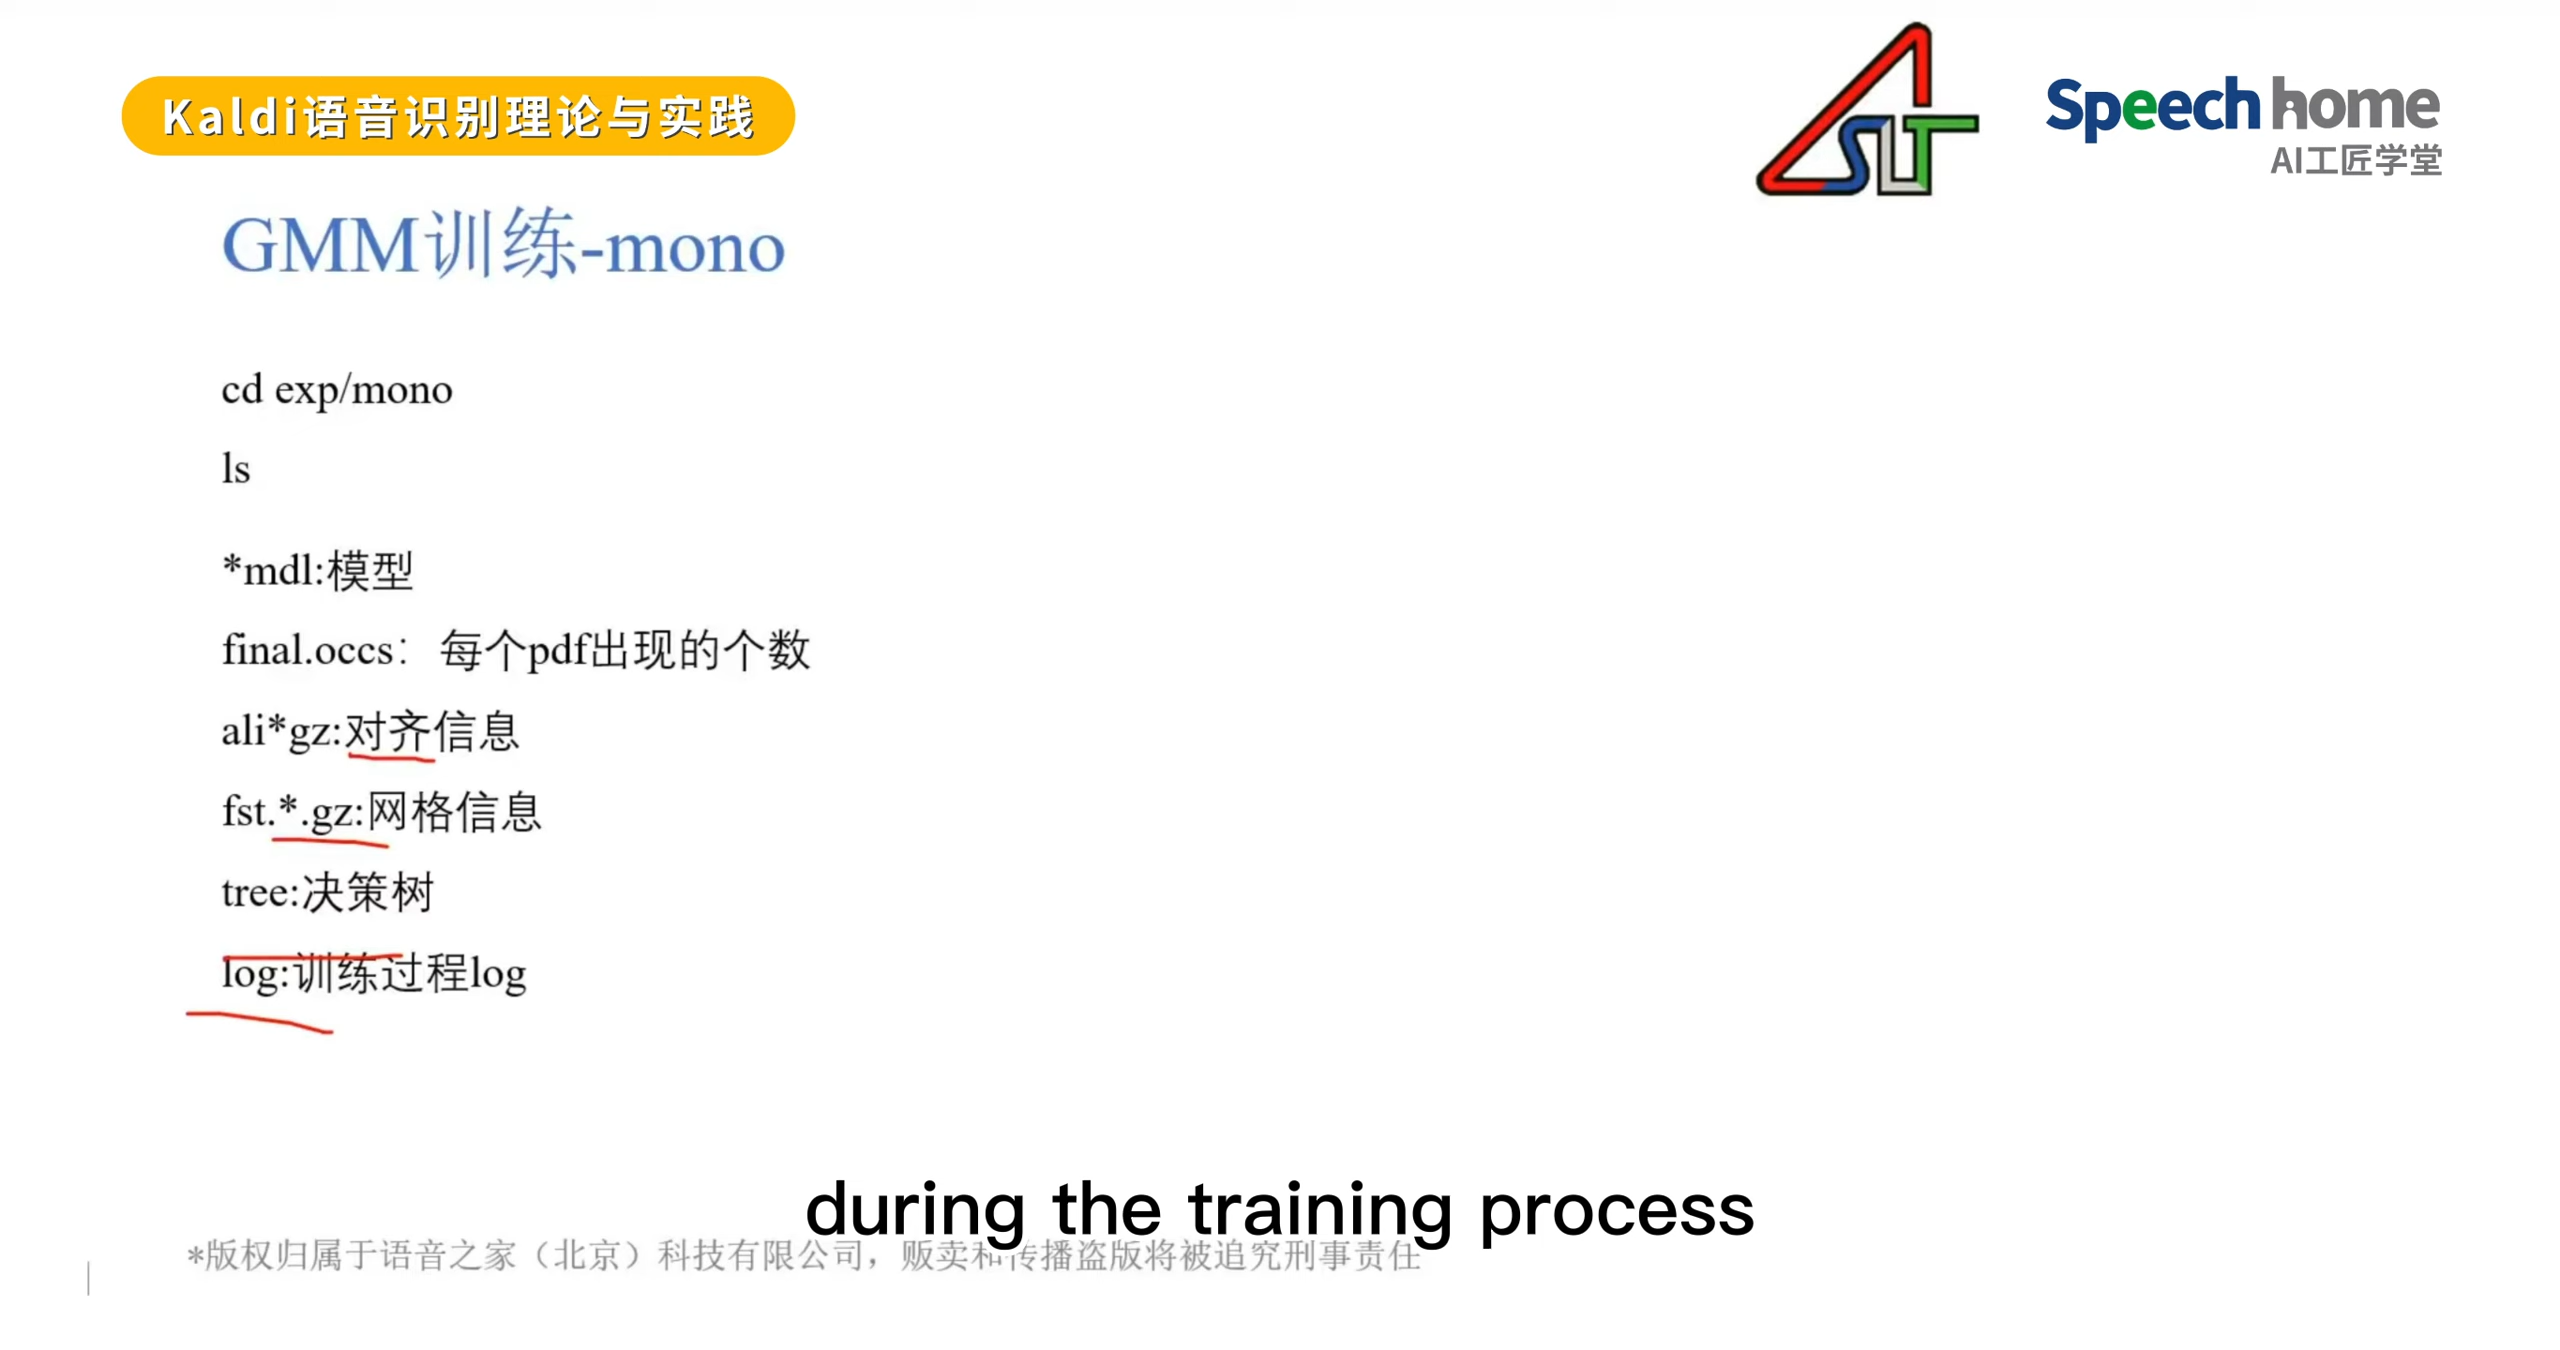 Kaldi语音识别理论与实践
ASLT
Speech home
AI工匠学堂
GMM训练-mono
cd exp/mono
ls
*mdl:模型
final.occs：每个pdf出现的个数
ali*gz:对齐信息
fst.*.gz:网格信息
tree:决策树
log:训练过程log
during the training process
*版权归属于语音之家（北京）科技有限公司，贩卖和传播盗版将被追究刑事责任